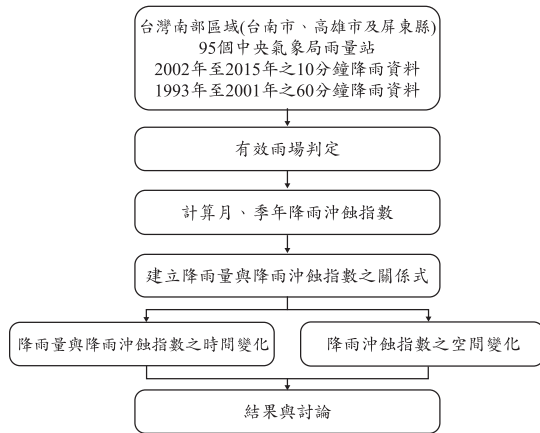 台灣南部區域(台南市、高雄市及屏東縣)
95個中央氣象局雨量站
2002年至2015年之10分鐘降雨資料
1993年至2001年之60分鐘降雨資料
有效雨場判定
計算月、季年降雨沖蝕指數
建立降雨量與降雨沖蝕指數之關係式
降雨量與降雨沖蝕指數之時間變化
降雨沖蝕指數之空間變化
結果與討論